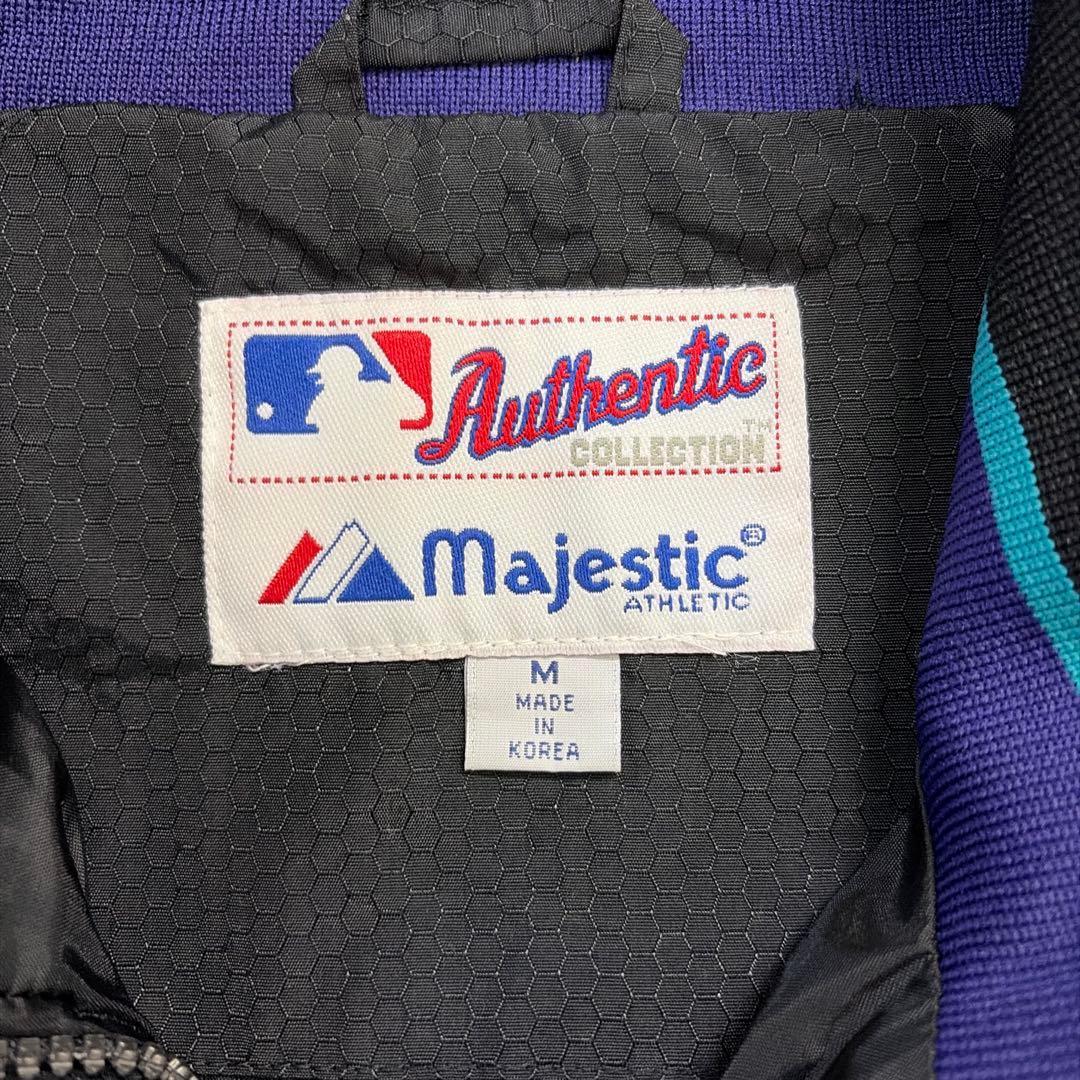 Authentic
COLLECTION™
Majestic®
ATHLETIC
M
MADE
IN
KOREA